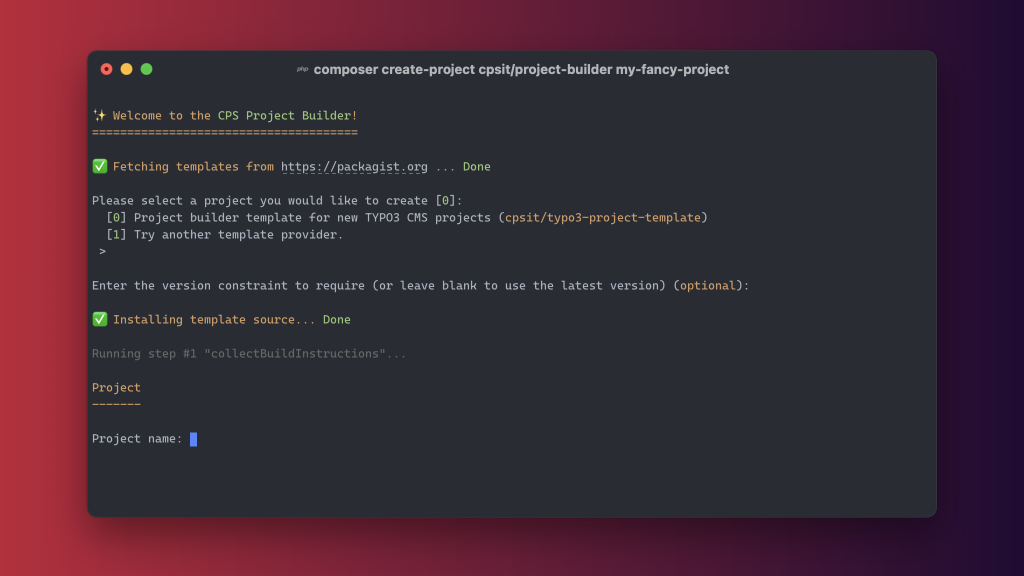 php composer create-project cpsit/project-builder my-fancy-project
✨ Welcome to the CPS Project Builder!
======================================
✅ Fetching templates from https://packagist.org ... Done
Please select a project you would like to create [0]:
[0] Project builder template for new TYPO3 CMS projects (cpsit/typo3-project-template)
[1] Try another template provider.
>
Enter the version constraint to require (or leave blank to use the latest version) (optional):
✅ Installing template source... Done
Running step #1 "collectBuildInstructions"...
Project
-------
Project name: